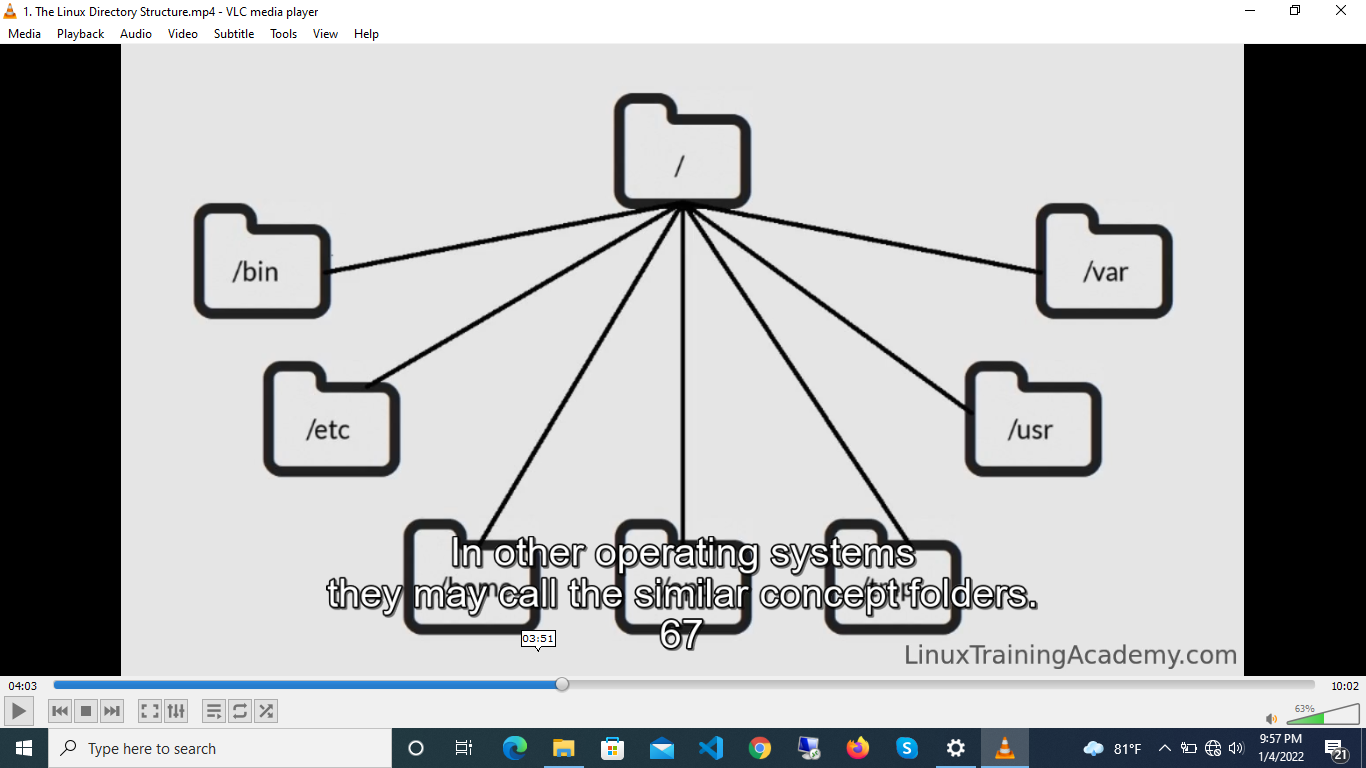 1. The Linux Directory Structure.mp4 - VLC media player
Media Playback Audio Video Subtitle Tools View Help
/
/bin
/var
/etc
/usr
In other operating systems
they may call the similar concept folders.
67
03:51
LinuxTrainingAcademy.com
04:03
10:02
63%
Type here to search
81°F
9:57 PM
1/4/2022
21